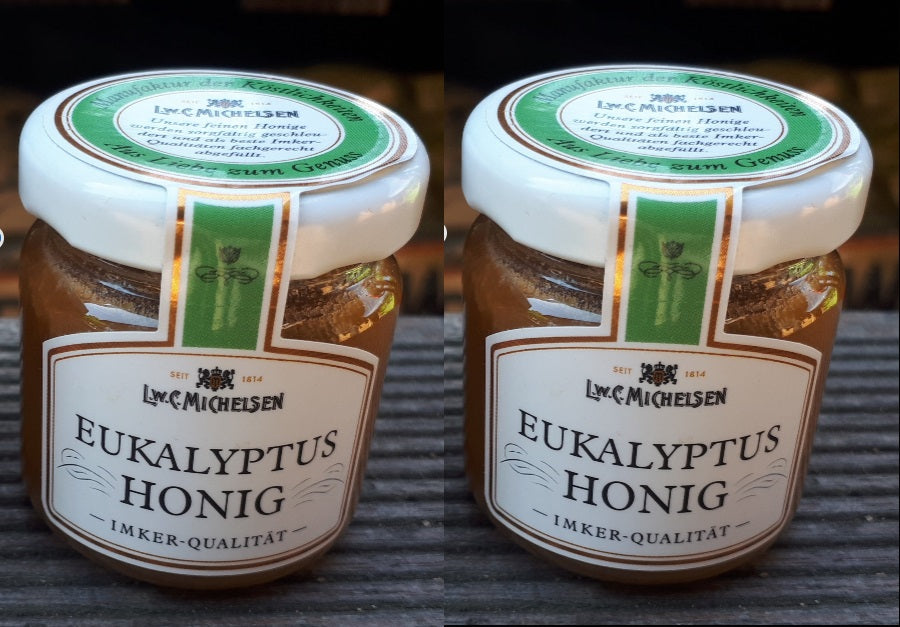 Manufaktur der Köstlichkeiten
SEIT 1814
L.W.C. MICHELSEN
Unsere feinen Honige
werden sorgfältig geschleu-
dert und als beste Imker-
Qualitäten fachgerecht
abgefüllt.
Aus Liebe zum Genuss
SEIT 1814
L.W.C. MICHELSEN
EUKALYPTUS
HONIG
– IMKER-QUALITÄT –
Manufaktur der Köstlichkeiten
SEIT 1814
L.W.C. MICHELSEN
Unsere feinen Honige
werden sorgfältig geschleu-
dert und als beste Imker-
Qualitäten fachgerecht
abgefüllt.
Aus Liebe zum Genuss
SEIT 1814
L.W.C. MICHELSEN
EUKALYPTUS
HONIG
– IMKER-QUALITÄT –